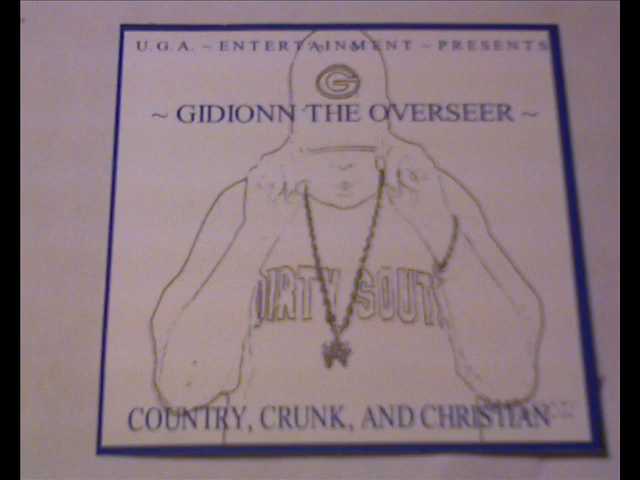 U.G.A. ~ ENTERTAINMENT ~ PRESENTS
G
~ GIDIONN THE OVERSEER ~
DIRTY SOUTH
COUNTRY, CRUNK, AND CHRISTIAN